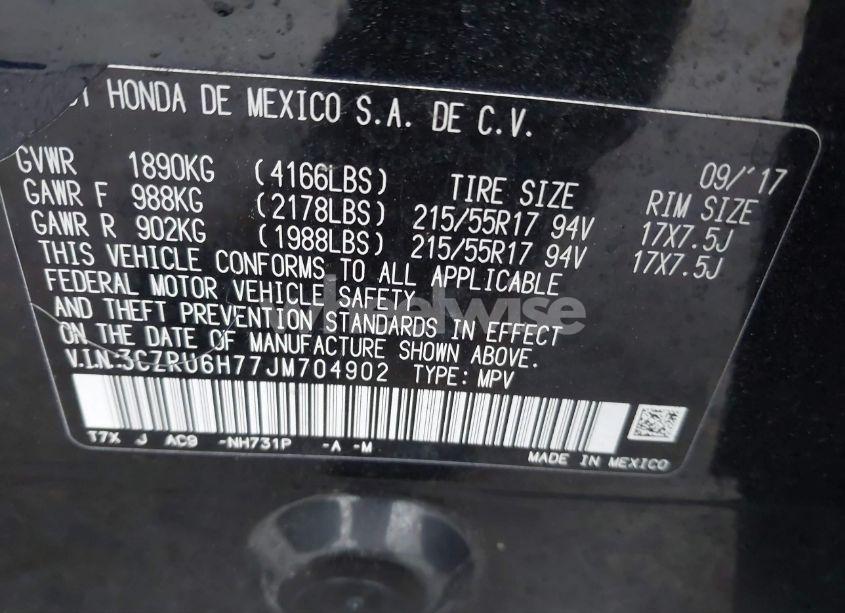 HONDA DE MEXICO S.A. DE C.V.
09/'17
GVWR 1890KG (4166LBS) TIRE SIZE RIM SIZE
GAWR F 988KG (2178LBS) 215/55R17 94V 17X7.5J
GAWR R 902KG (1988LBS) 215/55R17 94V 17X7.5J
THIS VEHICLE CONFORMS TO ALL APPLICABLE
FEDERAL MOTOR VEHICLE SAFETY
AND THEFT PREVENTION STANDARDS IN EFFECT
ON THE DATE OF MANUFACTURE SHOWN ABOVE.
V.I.N:3CZRU6H77JM704902 TYPE: MPV
T7X J AC9 -NH731P -A -M
MADE IN MEXICO
wheelwise